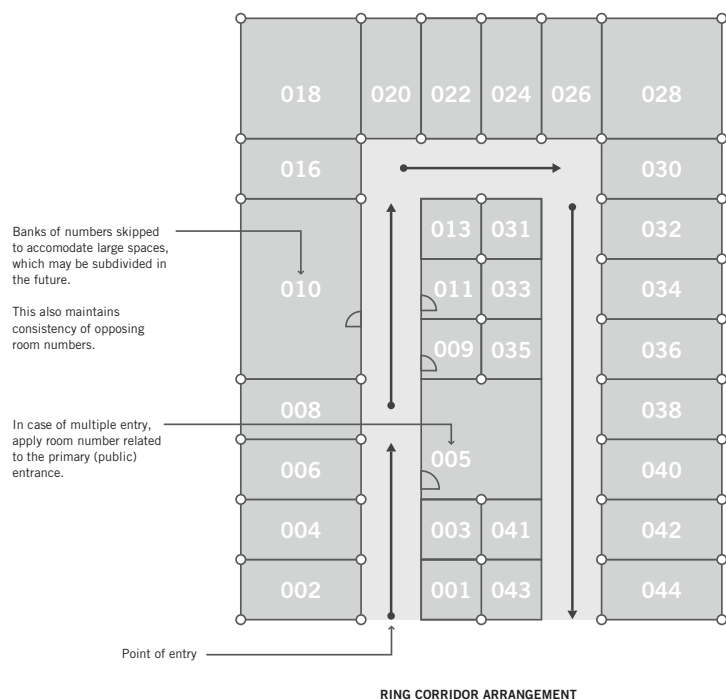 018 020 022 024 026 028
016 030
013 031 032
Banks of numbers skipped
to accomodate large spaces,
which may be subdivided in
the future.
This also maintains
consistency of opposing
room numbers.
010 011 033 034
009 035 036
008 038
In case of multiple entry,
apply room number related
to the primary (public)
entrance.
005
006 040
004 003 041 042
002 001 043 044
Point of entry
RING CORRIDOR ARRANGEMENT